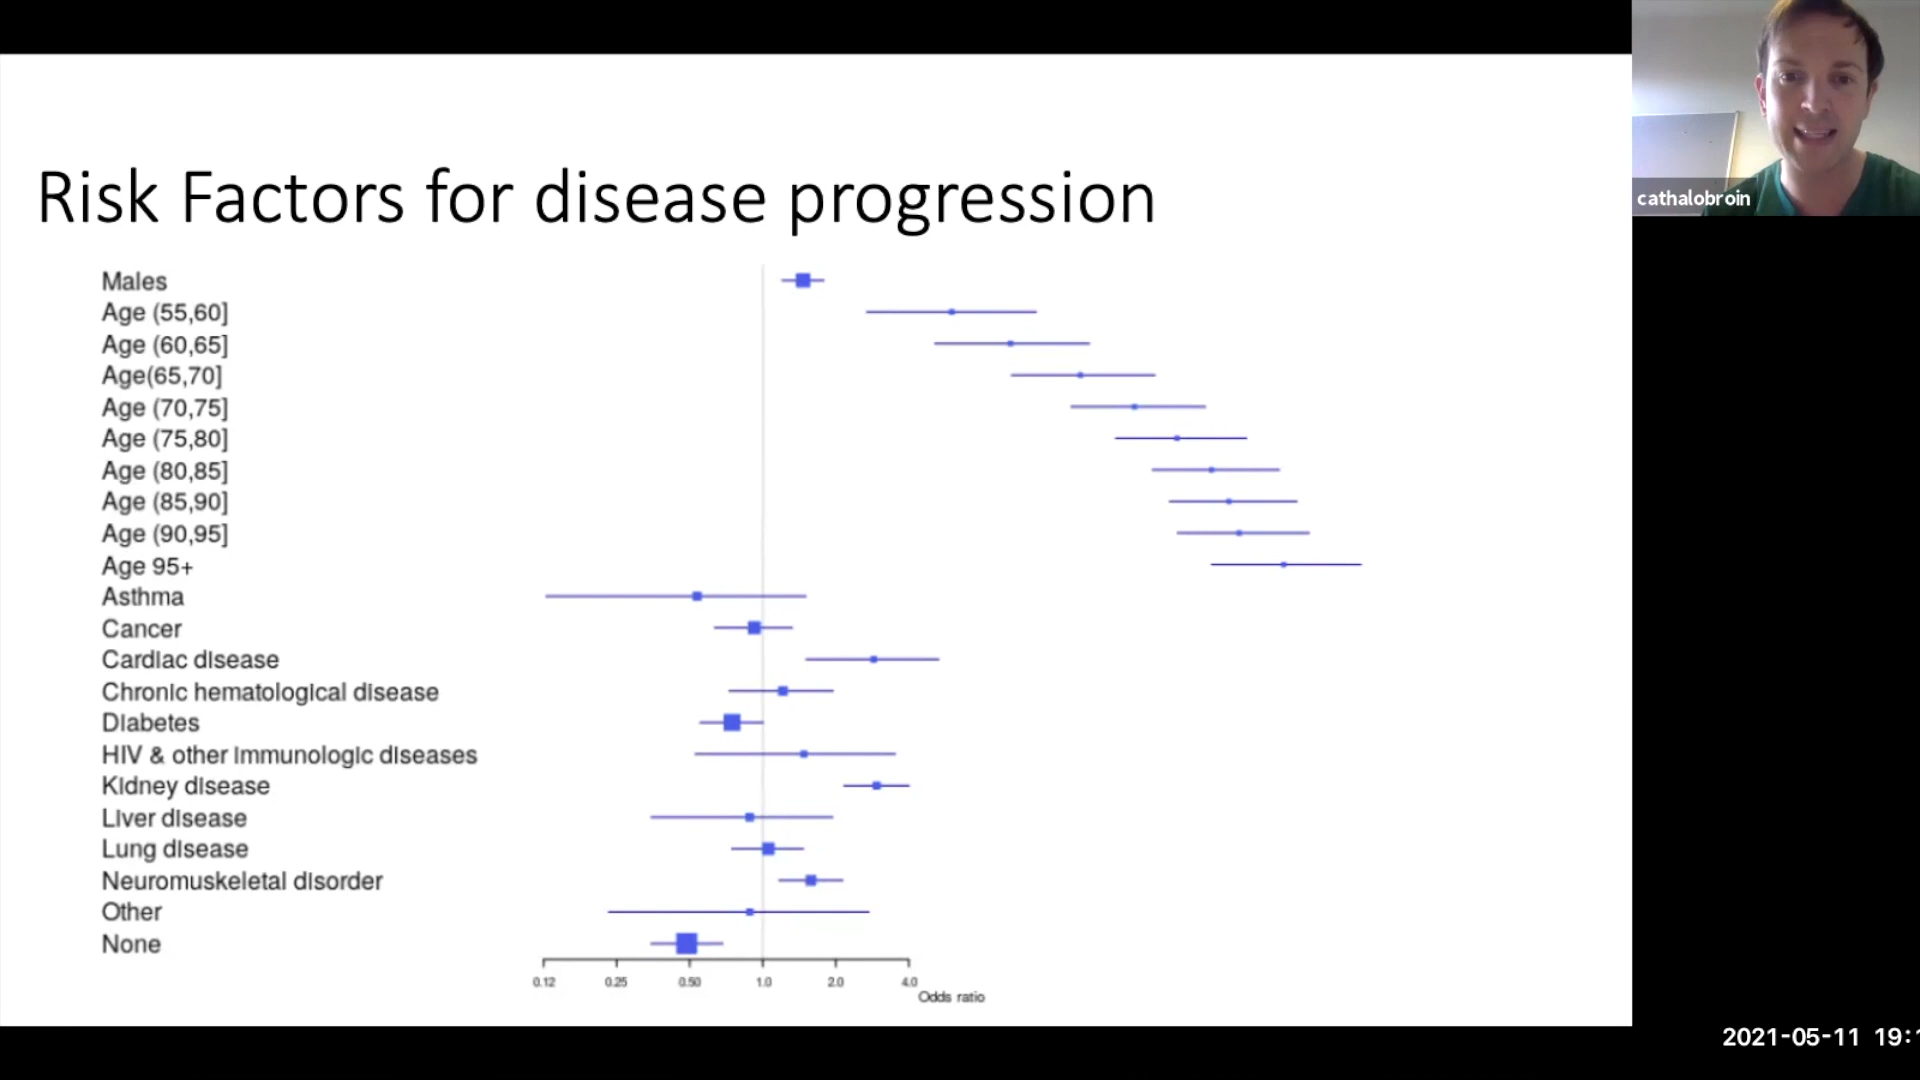 cathalobroin
Risk Factors for disease progression
Males
Age (55,60]
Age (60,65]
Age(65,70]
Age (70,75]
Age (75,80]
Age (80,85]
Age (85,90]
Age (90,95]
Age 95+
Asthma
Cancer
Cardiac disease
Chronic hematological disease
Diabetes
HIV & other immunologic diseases
Kidney disease
Liver disease
Lung disease
Neuromuskeletal disorder
Other
None
0.12 0.25 0.50 1.0 2.0 4.0
Odds ratio
2021-05-11 19:1